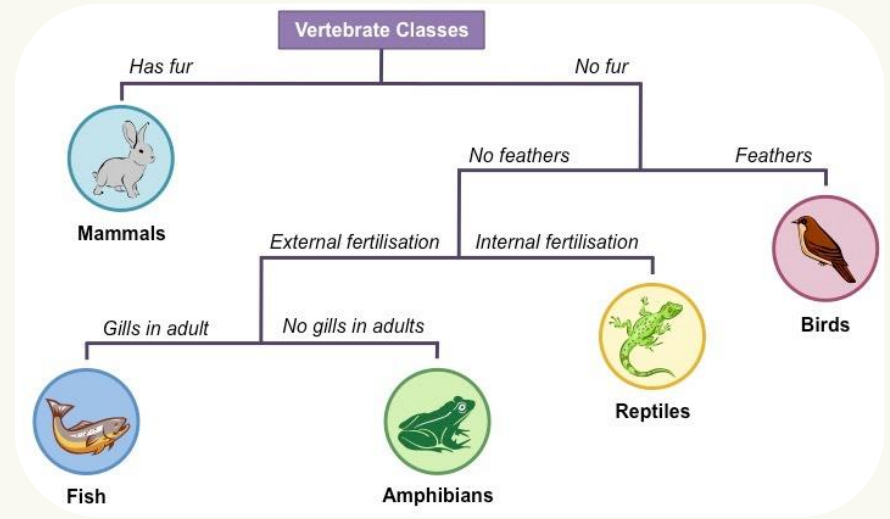 Vertebrate Classes
Has fur
No fur
No feathers
Feathers
Mammals
External fertilisation
Internal fertilisation
Birds
Gills in adult
No gills in adults
Reptiles
Fish
Amphibians